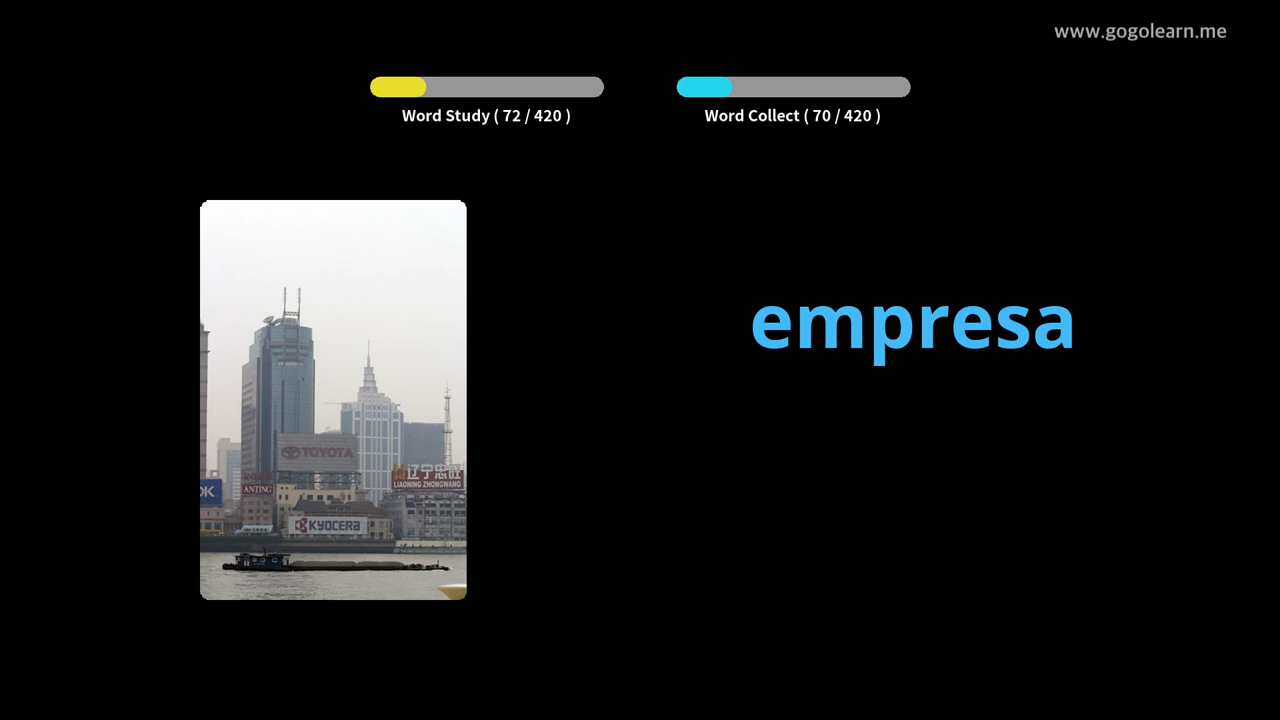 www.gogolearn.me
Word Study ( 72 / 420 )
Word Collect ( 70 / 420 )
empresa
TOYOTA
辽宁忠旺
LIAONING ZHONGWANG
OK
ANTING
KYOCERA